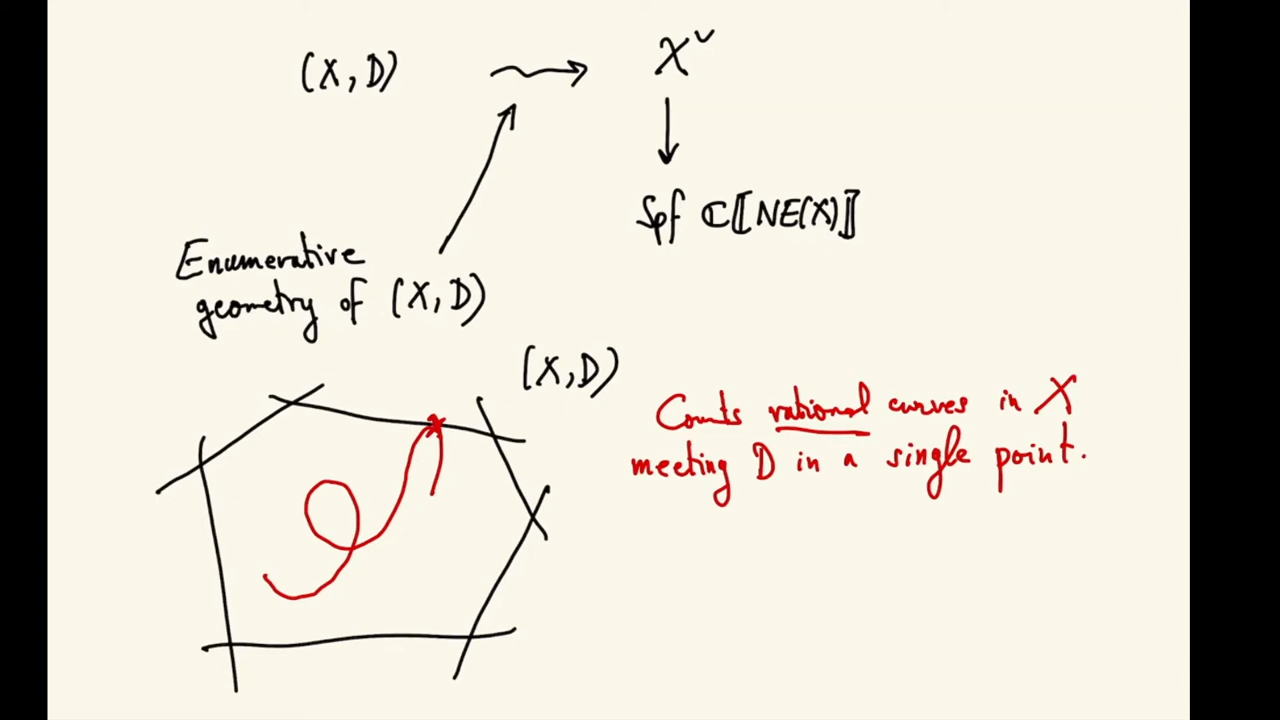 (X, D) ⇝ X^∨
↓
Spf ℂ⟦NE(X)⟧
Enumerative
geometry of (X, D)
(X, D)
Counts rational curves in X
meeting D in a single point.